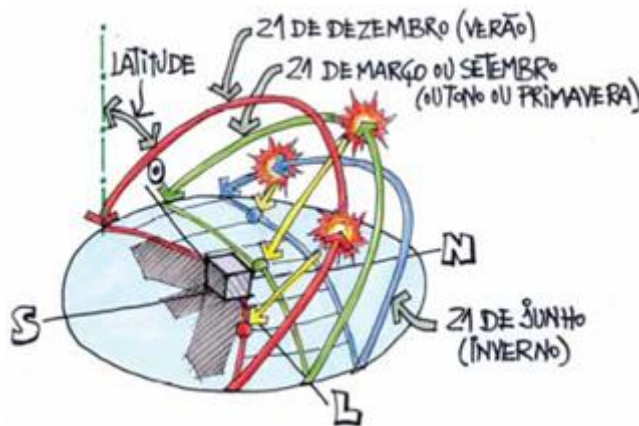 21 DE DEZEMBRO (VERÃO)
LATITUDE
21 DE MARÇO OU SETEMBRO
(OUTONO OU PRIMAVERA)
O
N
S
21 DE JUNHO
(INVERNO)
L